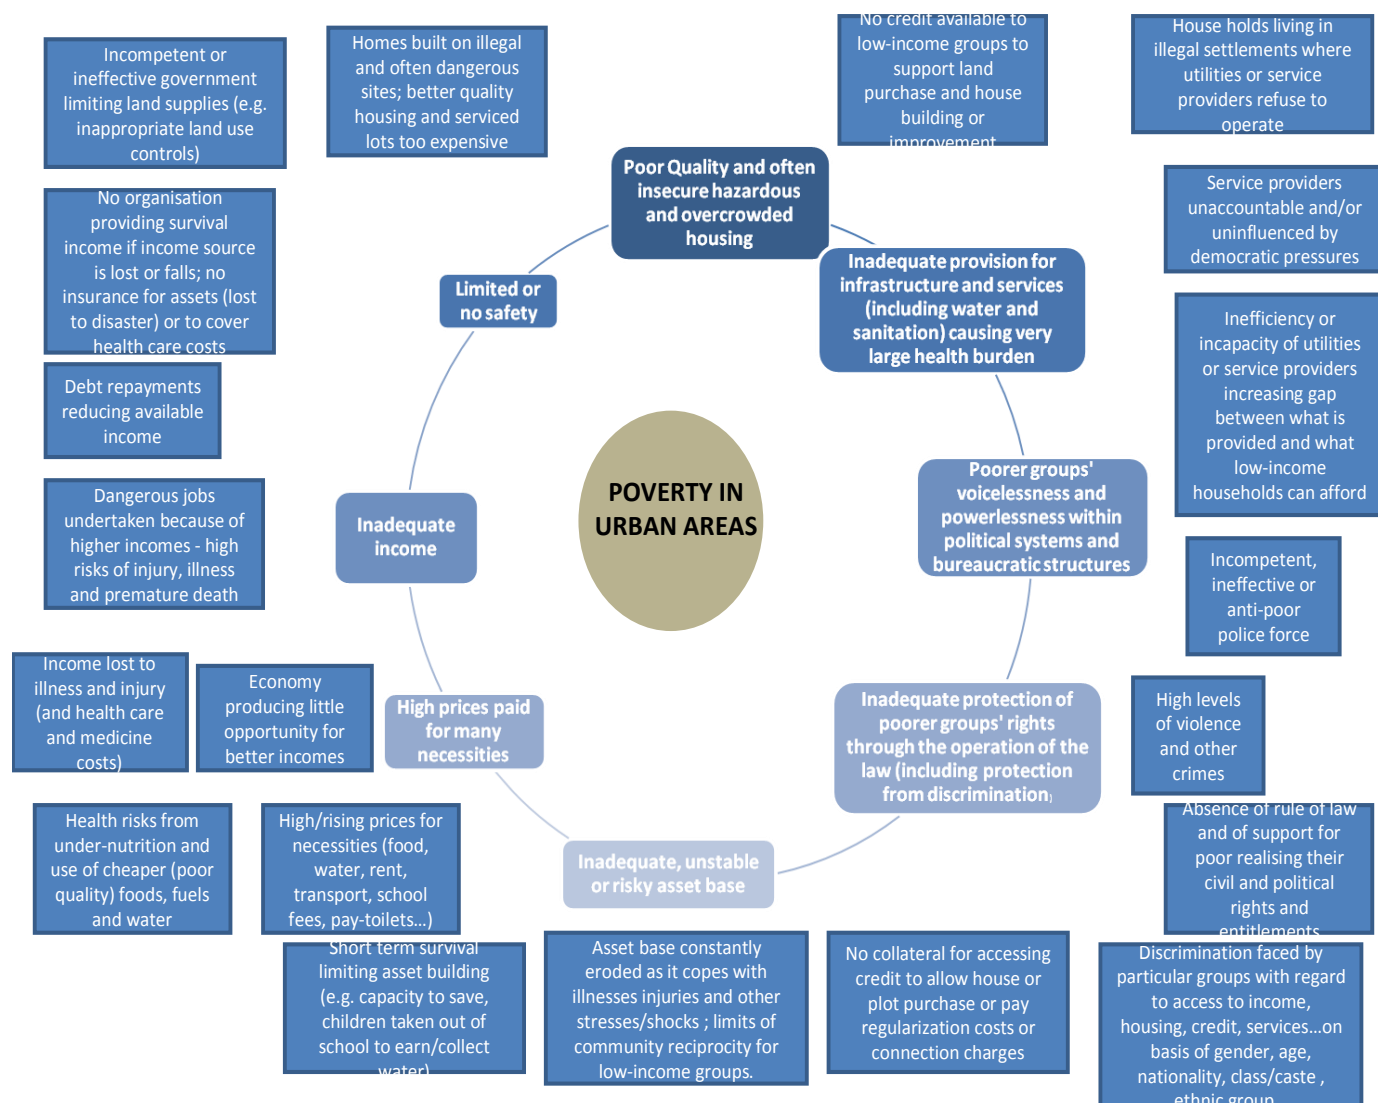 Incompetent or
ineffective government
limiting land supplies (e.g.
inappropriate land use
controls)
Homes built on illegal
and often dangerous
sites; better quality
housing and serviced
lots too expensive
No credit available to
low-income groups to
support land
purchase and house
building or
improvement
House holds living in
illegal settlements where
utilities or service
providers refuse to
operate
Poor Quality and often
insecure hazardous
and overcrowded
housing
No organisation
providing survival
income if income source
is lost or falls; no
insurance for assets (lost
to disaster) or to cover
health care costs
Service providers
unaccountable and/or
uninfluenced by
democratic pressures
Limited or
no safety
Inadequate provision for
infrastructure and services
(including water and
sanitation) causing very
large health burden
Inefficiency or
incapacity of utilities
or service providers
increasing gap
between what is
provided and what
low-income
households can afford
Debt repayments
reducing available
income
Dangerous jobs
undertaken because of
higher incomes - high
risks of injury, illness
and premature death
Inadequate
income
POVERTY IN
URBAN AREAS
Poorer groups'
voicelessness and
powerlessness within
political systems and
bureaucratic structures
Incompetent,
ineffective or
anti-poor
police force
Income lost to
illness and injury
(and health care
and medicine
costs)
Economy
producing little
opportunity for
better incomes
High prices paid
for many
necessities
Inadequate protection of
poorer groups' rights
through the operation of the
law (including protection
from discrimination)
High levels
of violence
and other
crimes
Health risks from
under-nutrition and
use of cheaper (poor
quality) foods, fuels
and water
High/rising prices for
necessities (food,
water, rent,
transport, school
fees, pay-toilets…)
Inadequate, unstable
or risky asset base
Absence of rule of law
and of support for
poor realising their
civil and political
rights and
entitlements
Short term survival
limiting asset building
(e.g. capacity to save,
children taken out of
school to earn/collect
water)
Asset base constantly
eroded as it copes with
illnesses injuries and other
stresses/shocks ; limits of
community reciprocity for
low-income groups.
No collateral for accessing
credit to allow house or
plot purchase or pay
regularization costs or
connection charges
Discrimination faced by
particular groups with regard
to access to income,
housing, credit, services…on
basis of gender, age,
nationality, class/caste ,
ethnic group